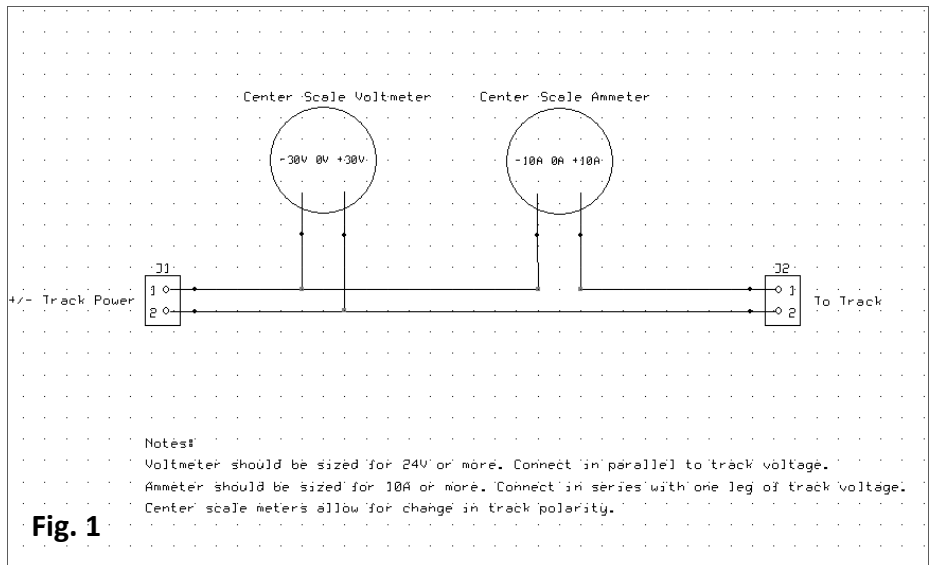 Center Scale Voltmeter
Center Scale Ammeter
-30V 0V +30V
-10A 0A +10A
J1
J2
1
1
+/- Track Power
To Track
2
2
Notes:
Voltmeter should be sized for 24V or more. Connect in parallel to track voltage.
Ammeter should be sized for 10A or more. Connect in series with one leg of track voltage.
Center scale meters allow for change in track polarity.
Fig. 1